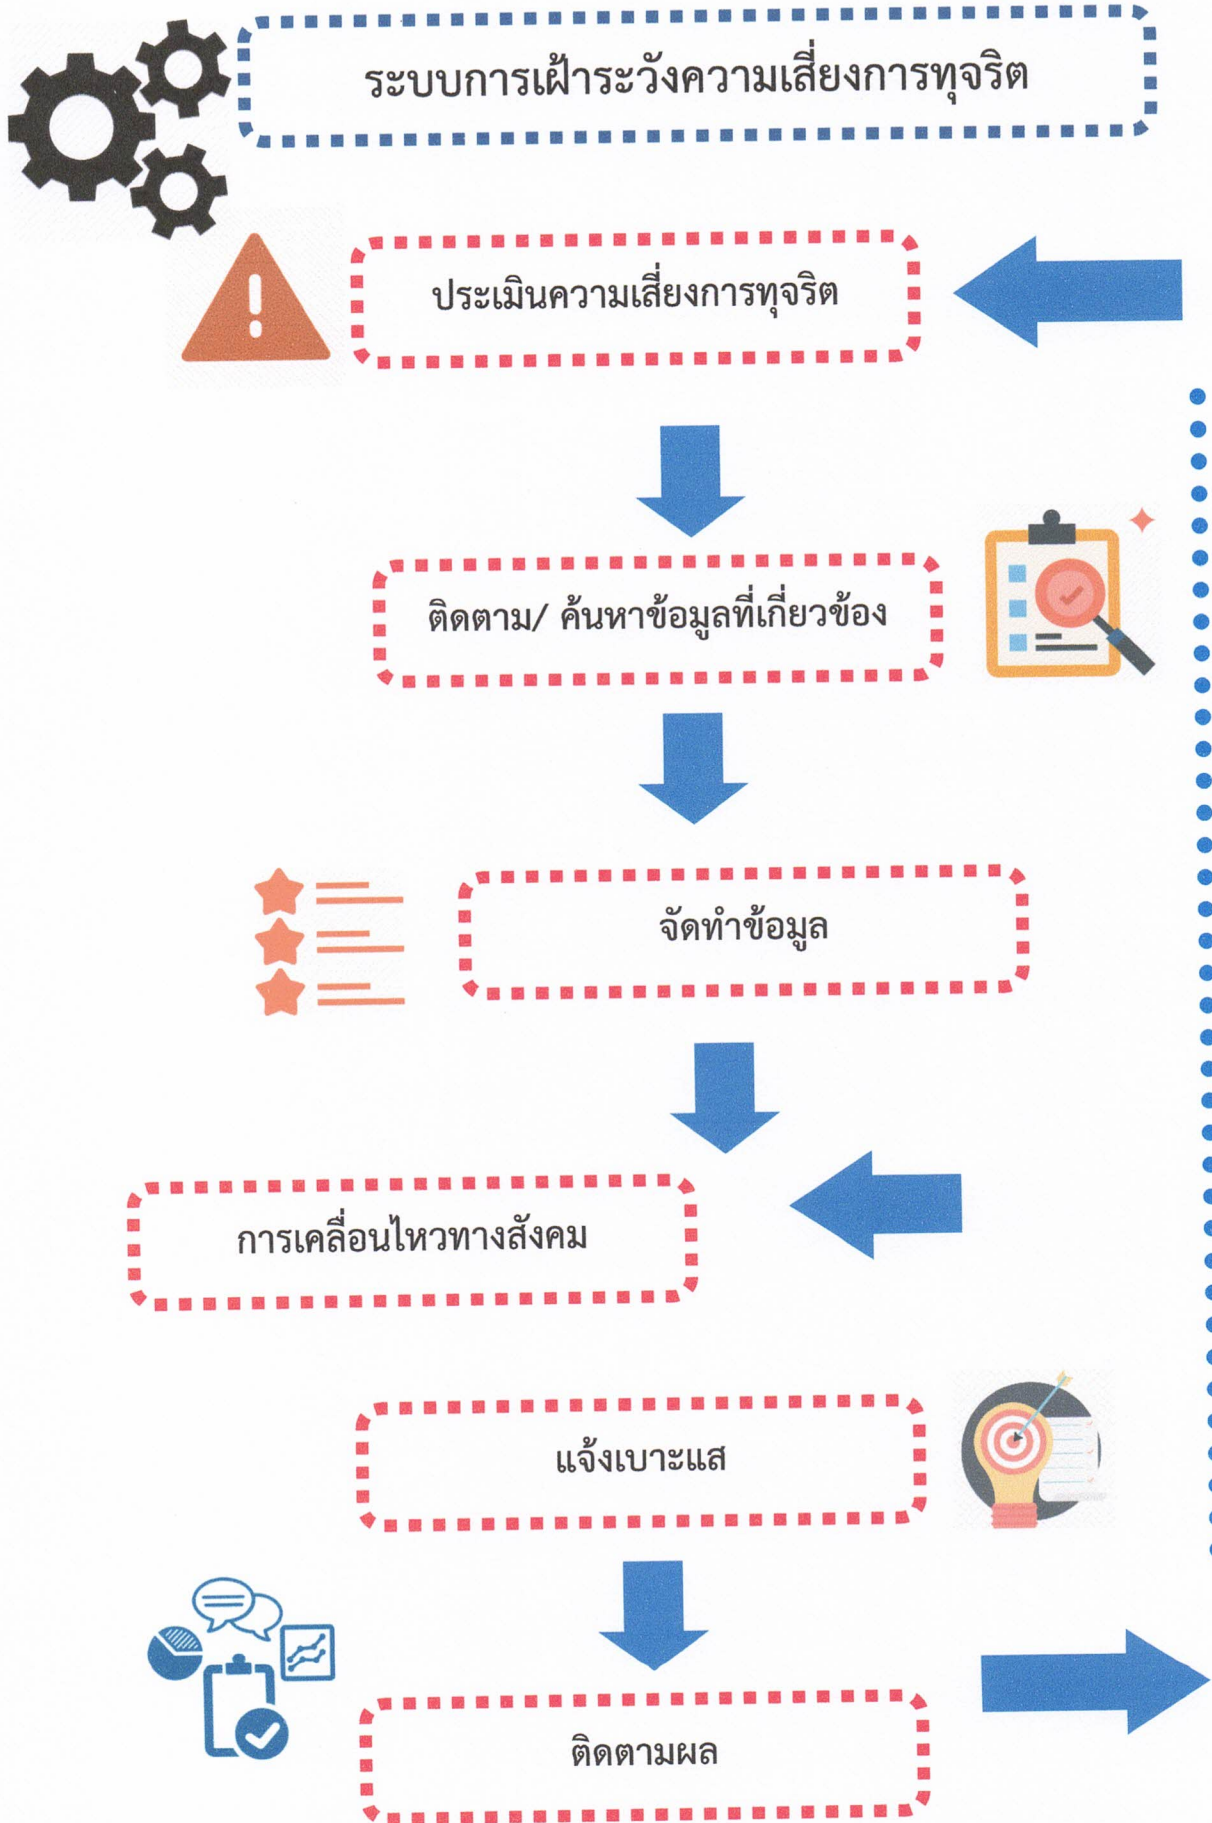 ระบบการเฝ้าระวังความเสี่ยงการทุจริต
ประเมินความเสี่ยงการทุจริต
ติดตาม/ ค้นหาข้อมูลที่เกี่ยวข้อง
จัดทำข้อมูล
การเคลื่อนไหวทางสังคม
แจ้งเบาะแส
ติดตามผล